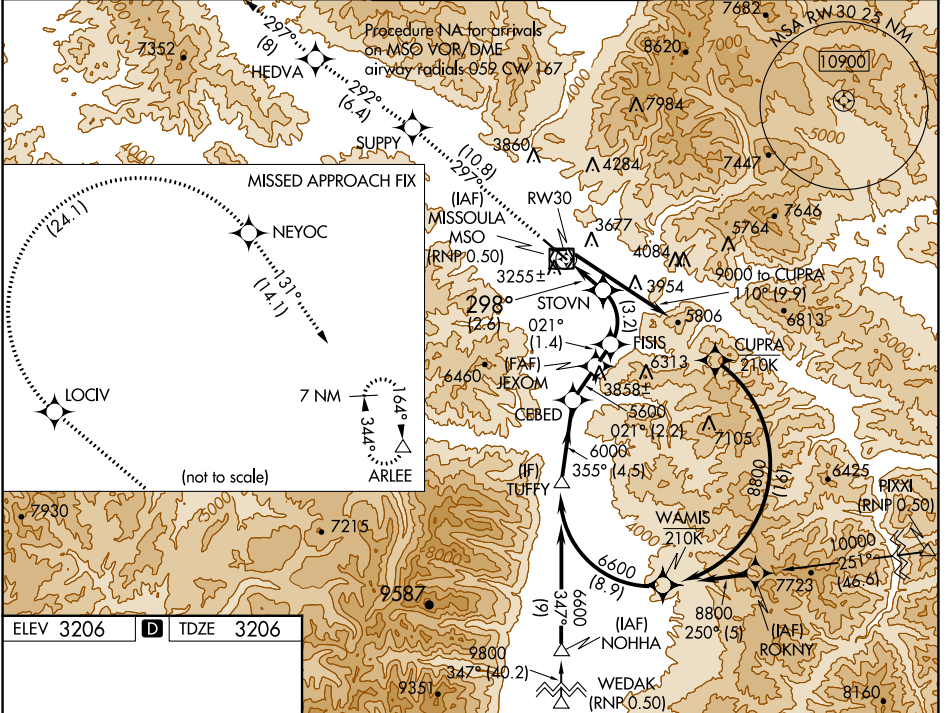 7682
MSA RW30 25 NM
10900
5000
297°
(8)
7352
HEDVA
Procedure NA for arrivals
on MSO VOR/DME
airway radials 059 CW 167
8620
7000
292°
(6.4)
SUPPY
7984
4000
3860
4284
7447
(10.8)
297°
MISSED APPROACH FIX
(24.1)
NEYOC
131°
(14.1)
LOCIV
7 NM
344°
164°
ARLEE
(not to scale)
(IAF)
MISSOULA
MSO
(RNP 0.50)
RW30
3677
7646
5764
4084
3255±
3954
9000 to CUPRA
110° (9.9)
STOVN
298°
(2.6)
(3.2)
5806
6813
5000
021°
(1.4)
FISIS
CUPRA
210K
(FAF)
JEXOM
6460
6313
3858±
CEBED
5600
021° (2.2)
7105
6000
355° (4.5)
(IF)
TUFFY
8800
(16)
6425
PIXXI
(RNP 0.50)
WAMIS
210K
10000
251°
(46.6)
7930
5000
7215
8000
6600
(8.9)
7723
9587
8800
250° (5)
(IAF)
ROKNY
6600
347°
(9)
(IAF)
NOHHA
ELEV 3206
D
TDZE 3206
9800
347° (40.2)
WEDAK
(RNP 0.50)
9351
8160